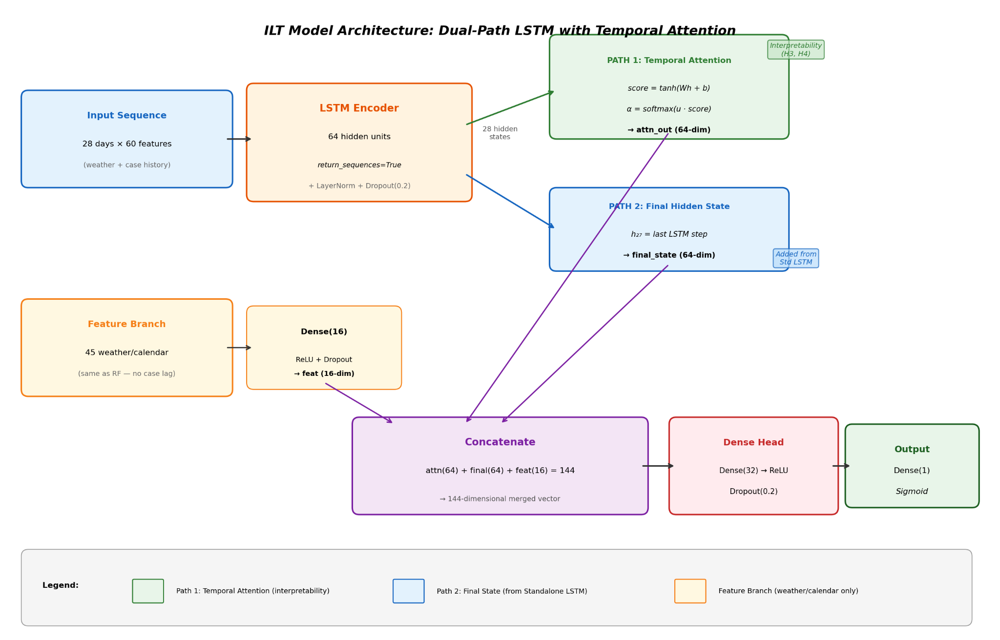 ILT Model Architecture: Dual-Path LSTM with Temporal Attention
Interpretability
(H3, H4)
PATH 1: Temporal Attention
score = tanh(Wh + b)
α = softmax(u · score)
→ attn_out (64-dim)
Input Sequence
28 days × 60 features
(weather + case history)
LSTM Encoder
64 hidden units
return_sequences=True
+ LayerNorm + Dropout(0.2)
28 hidden
states
PATH 2: Final Hidden State
h₂₇ = last LSTM step
→ final_state (64-dim)
Added from
Std LSTM
Feature Branch
45 weather/calendar
(same as RF — no case lag)
Dense(16)
ReLU + Dropout
→ feat (16-dim)
Concatenate
attn(64) + final(64) + feat(16) = 144
→ 144-dimensional merged vector
Dense Head
Dense(32) → ReLU
Dropout(0.2)
Output
Dense(1)
Sigmoid
Legend:
Path 1: Temporal Attention (interpretability)
Path 2: Final State (from Standalone LSTM)
Feature Branch (weather/calendar only)